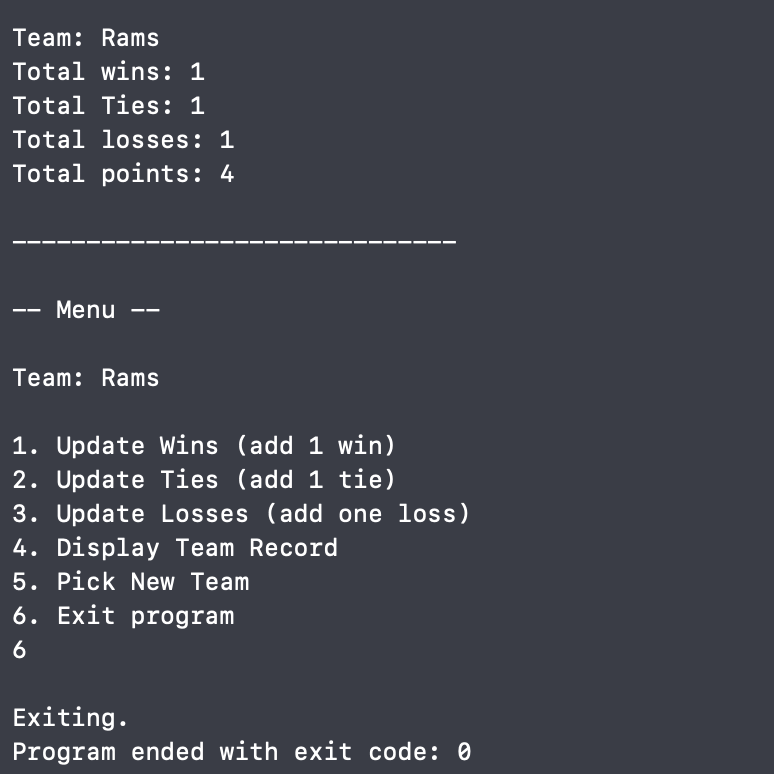 Team: Rams
Total wins: 1
Total Ties: 1
Total losses: 1
Total points: 4
------------------------------
-- Menu --
Team: Rams
1. Update Wins (add 1 win)
2. Update Ties (add 1 tie)
3. Update Losses (add one loss)
4. Display Team Record
5. Pick New Team
6. Exit program
6
Exiting.
Program ended with exit code: 0